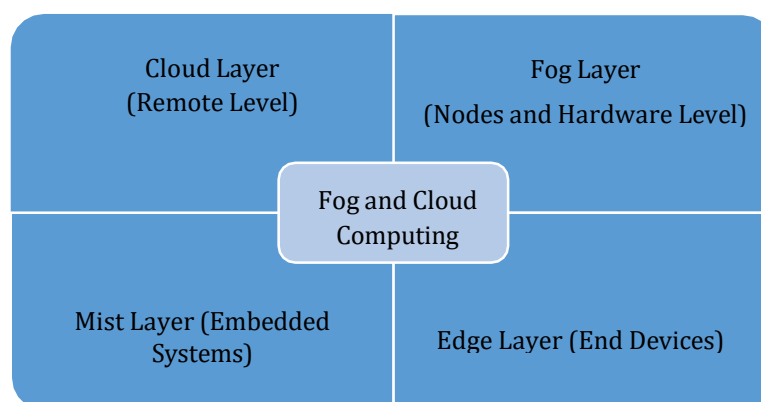 Cloud Layer
(Remote Level)
Fog Layer
(Nodes and Hardware Level)
Fog and Cloud
Computing
Mist Layer (Embedded
Systems)
Edge Layer (End Devices)